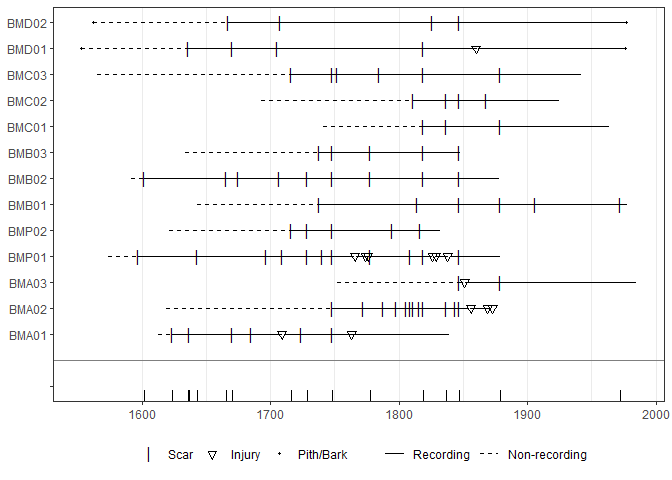 BMD02
BMD01
BMC03
BMC02
BMC01
BMB03
BMB02
BMB01
BMP02
BMP01
BMA03
BMA02
BMA01
1600 1700 1800 1900 2000
Scar Injury Pith/Bark Recording Non-recording